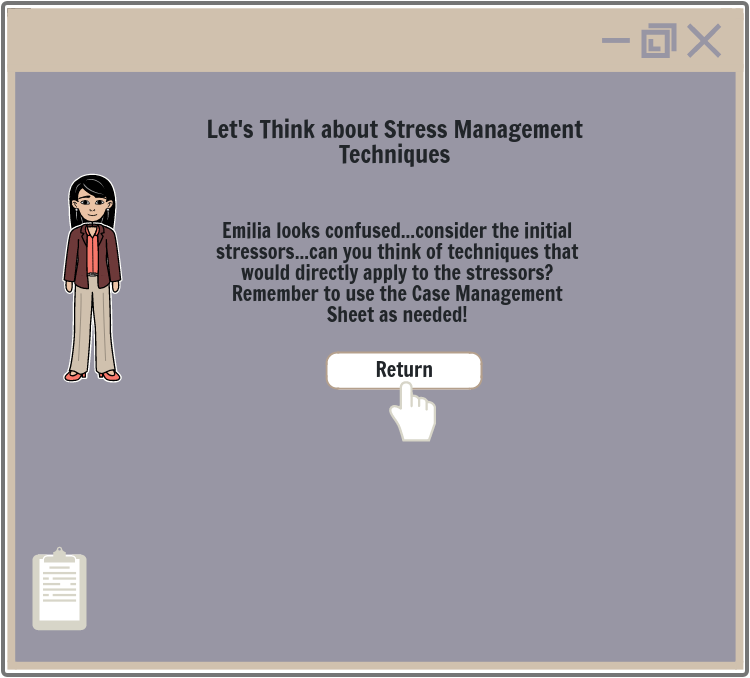 Let's Think about Stress Management
Techniques
Emilia looks confused...consider the initial
stressors...can you think of techniques that
would directly apply to the stressors?
Remember to use the Case Management
Sheet as needed!
Return